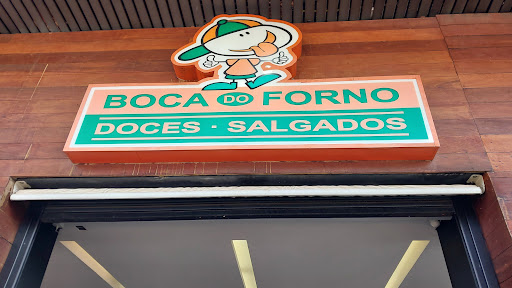 BOCA DO FORNO
DOCES · SALGADOS